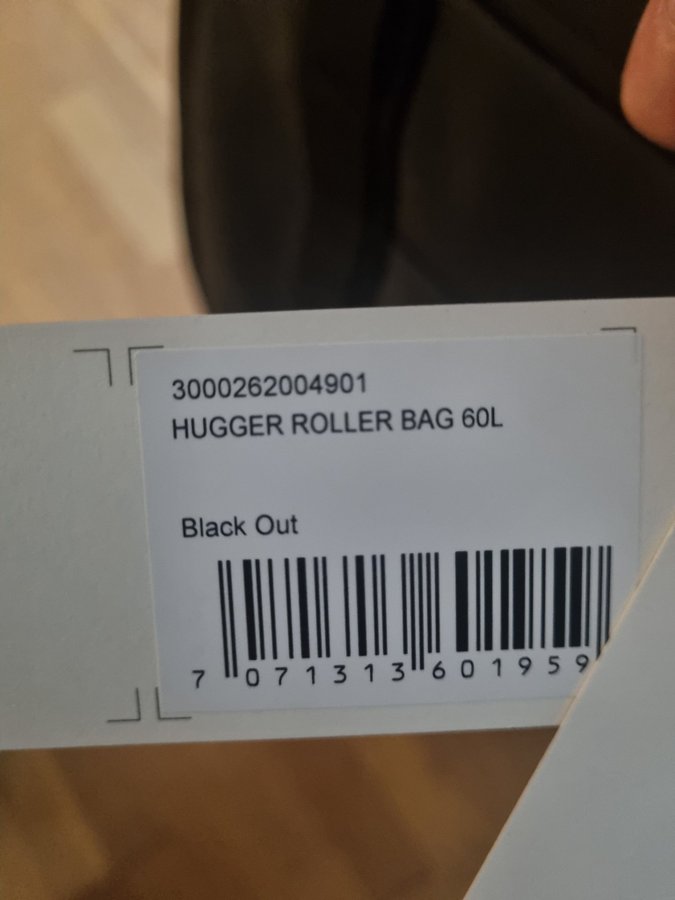 3000262004901
HUGGER ROLLER BAG 60L
Black Out
7 071313 601959